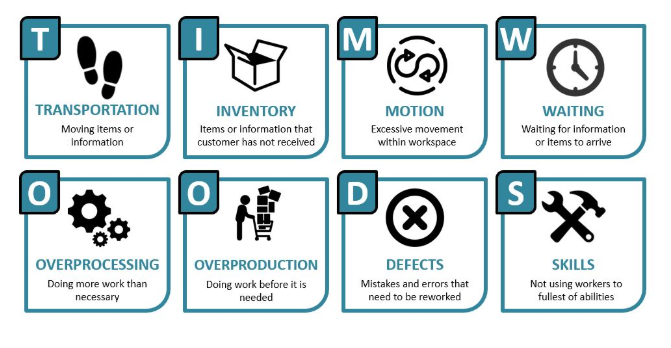 T
TRANSPORTATION
Moving items or
information
I
INVENTORY
Items or information that
customer has not received
M
MOTION
Excessive movement
within workspace
W
WAITING
Waiting for information
or items to arrive
O
OVERPROCESSING
Doing more work than
necessary
O
OVERPRODUCTION
Doing work before it is
needed
D
DEFECTS
Mistakes and errors that
need to be reworked
S
SKILLS
Not using workers to
fullest of abilities